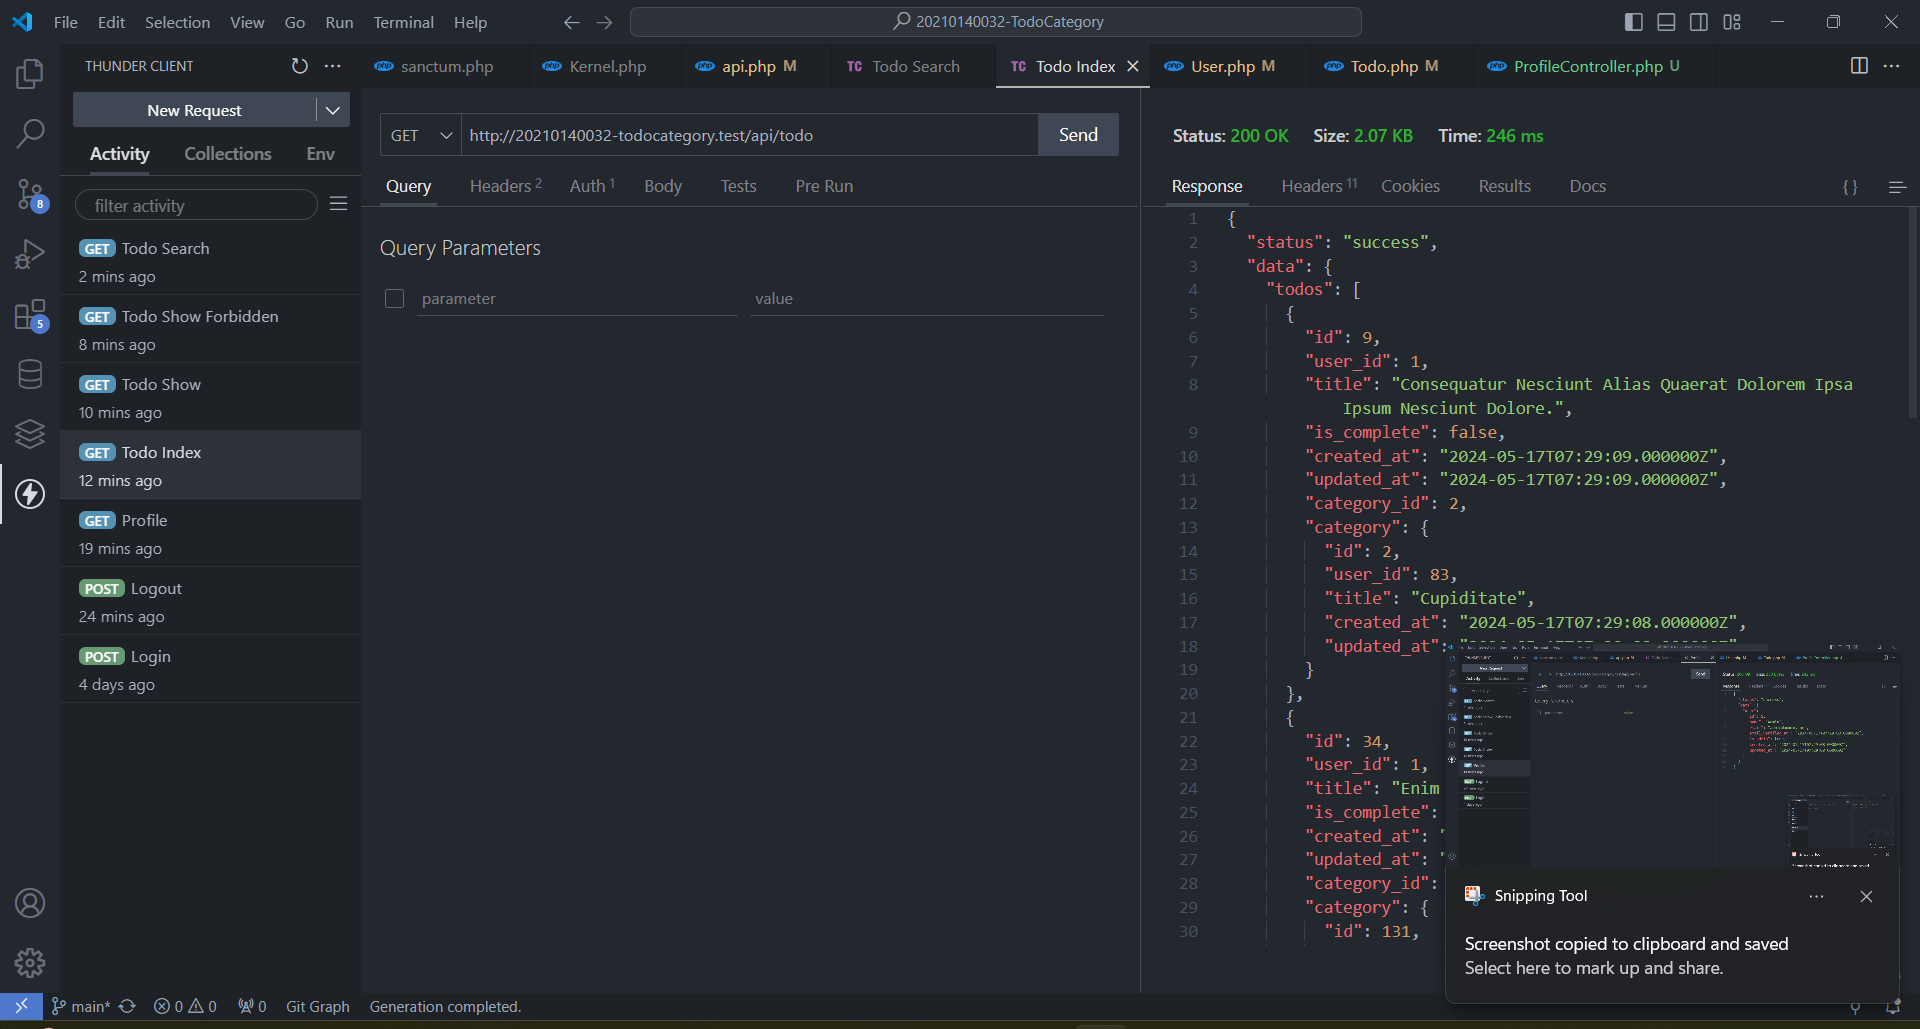 File Edit Selection View Go Run Terminal Help
20210140032-TodoCategory
THUNDER CLIENT
sanctum.php
Kernel.php
api.php M
TC Todo Search
TC Todo Index
User.php M
Todo.php M
ProfileController.php U
New Request
Activity Collections Env
filter activity
GET Todo Search
2 mins ago
GET Todo Show Forbidden
8 mins ago
GET Todo Show
10 mins ago
GET Todo Index
12 mins ago
GET Profile
19 mins ago
POST Logout
24 mins ago
POST Login
4 days ago
8
5
GET http://20210140032-todocategory.test/api/todo Send
Query Headers 2 Auth 1 Body Tests Pre Run
Query Parameters
parameter value
Status: 200 OK Size: 2.07 KB Time: 246 ms
Response Headers 11 Cookies Results Docs {}
1 {
2 "status": "success",
3 "data": {
4 "todos": [
5 {
6 "id": 9,
7 "user_id": 1,
8 "title": "Consequatur Nesciunt Alias Quaerat Dolorem Ipsa
Ipsum Nesciunt Dolore.",
9 "is_complete": false,
10 "created_at": "2024-05-17T07:29:09.000000Z",
11 "updated_at": "2024-05-17T07:29:09.000000Z",
12 "category_id": 2,
13 "category": {
14 "id": 2,
15 "user_id": 83,
16 "title": "Cupiditate",
17 "created_at": "2024-05-17T07:29:08.000000Z",
18 "updated_at":
19 }
20 },
21 {
22 "id": 34,
23 "user_id": 1,
24 "title": "Enim
25 "is_complete":
26 "created_at": "
27 "updated_at": "
28 "category_id":
29 "category": {
30 "id": 131,
Snipping Tool
Screenshot copied to clipboard and saved
Select here to mark up and share.
main* 0 0 0 Git Graph Generation completed.